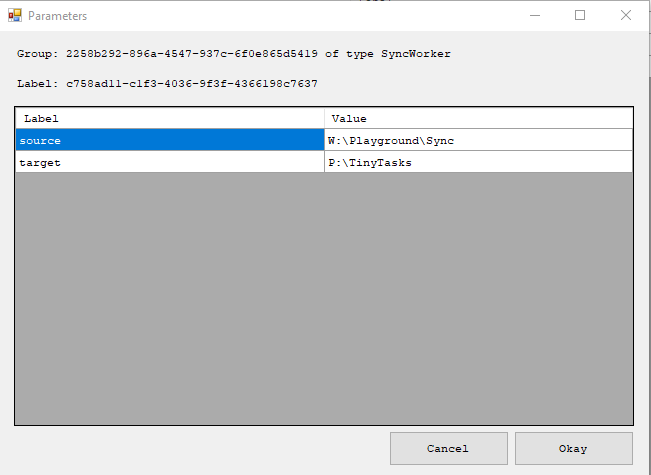 Parameters
Group: 2258b292-896a-4547-937c-6f0e865d5419 of type SyncWorker
Label: c758ad11-c1f3-4036-9f3f-4366198c7637
Label Value
source W:\Playground\Sync
target P:\TinyTasks
Cancel Okay